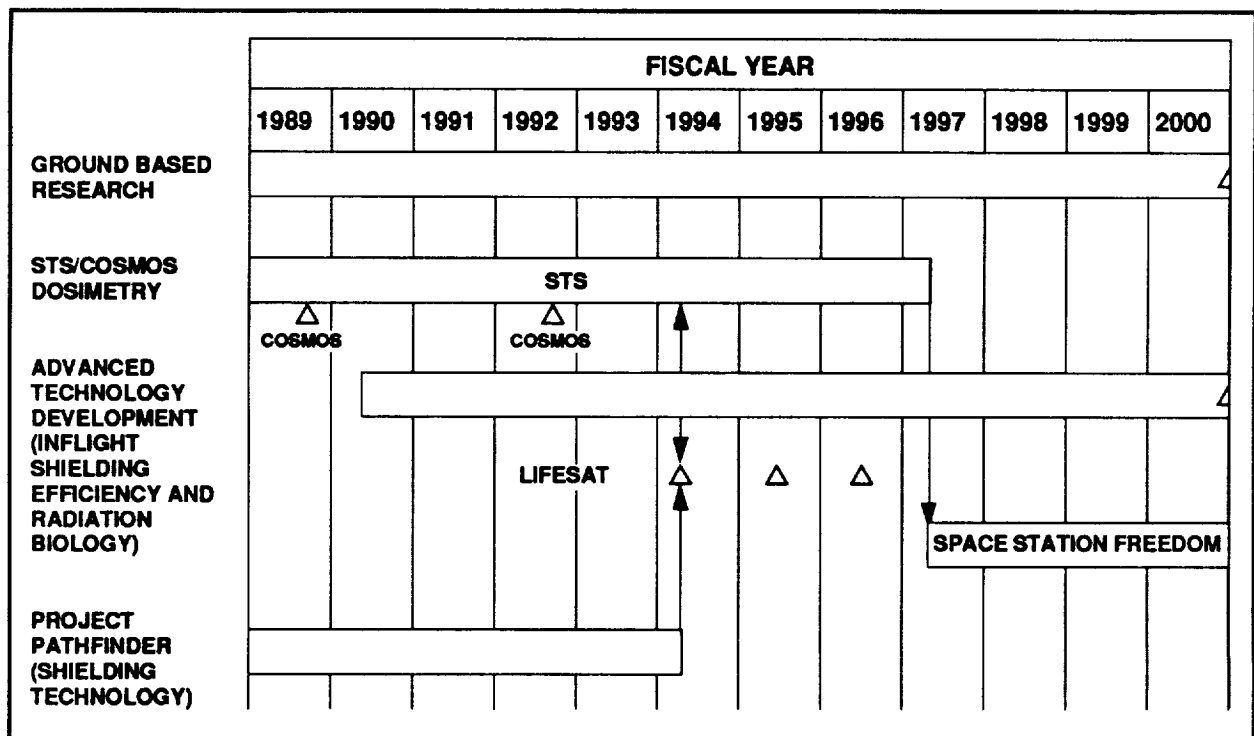 FISCAL YEAR
1989 1990 1991 1992 1993 1994 1995 1996 1997 1998 1999 2000
GROUND BASED
RESEARCH
STS/COSMOS
DOSIMETRY
STS
COSMOS
COSMOS
ADVANCED
TECHNOLOGY
DEVELOPMENT
(INFLIGHT
SHIELDING
EFFICIENCY AND
RADIATION
BIOLOGY)
LIFESAT
SPACE STATION FREEDOM
PROJECT
PATHFINDER
(SHIELDING
TECHNOLOGY)